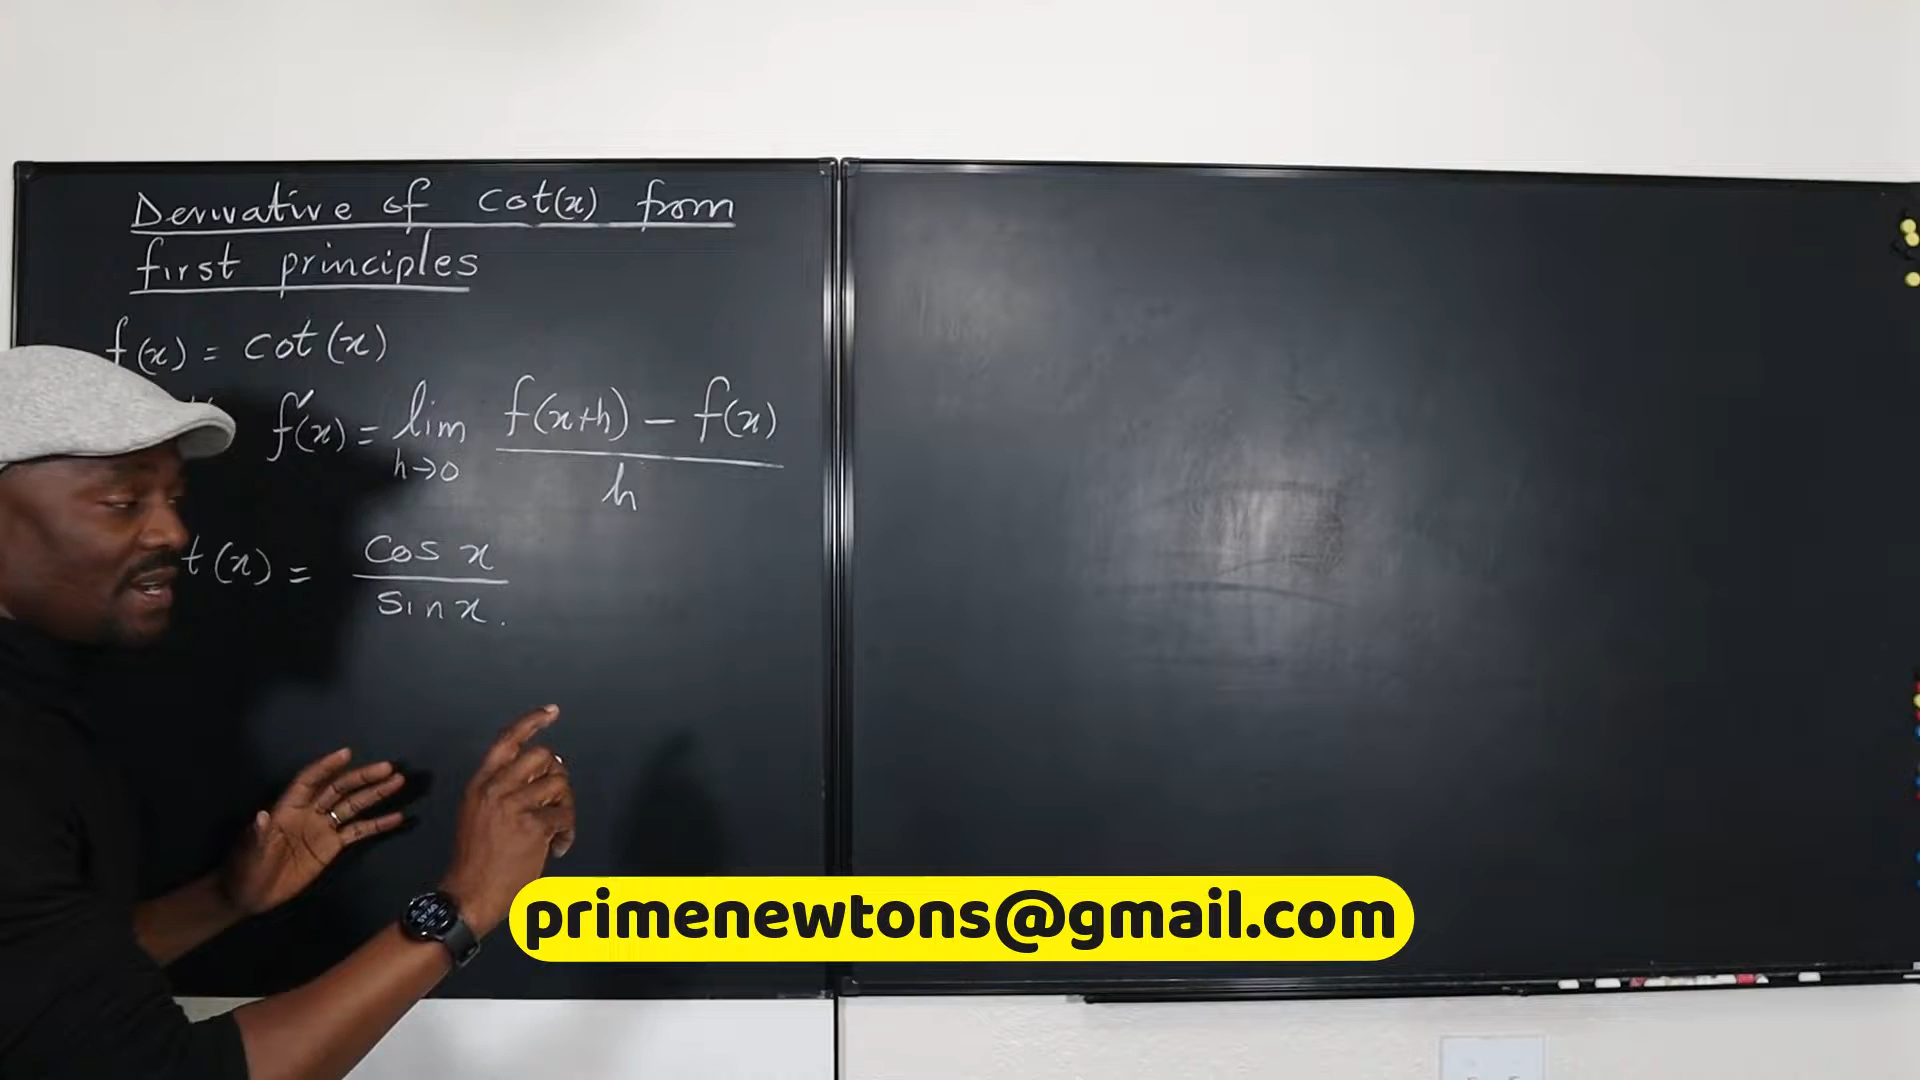 Derivative of cot(x) from
first principles
f(x) = cot(x)
f'(x) = lim h→0 f(x+h) - f(x) / h
t(x) = cos x / sin x.
primenewtons@gmail.com